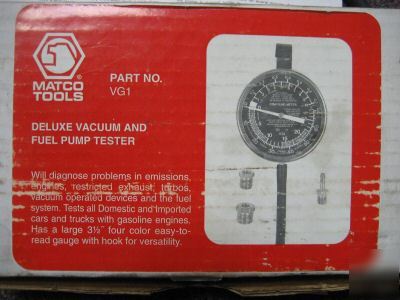 MATCO
TOOLS
PART NO.
VG1
DELUXE VACUUM AND
FUEL PUMP TESTER
Will diagnose problems in emissions,
engines, restricted exhaust, turbos,
vacuum operated devices and the fuel
system. Tests all Domestic and Imported
cars and trucks with gasoline engines.
Has a large 3½" four color easy-to-
read gauge with hook for versatility.